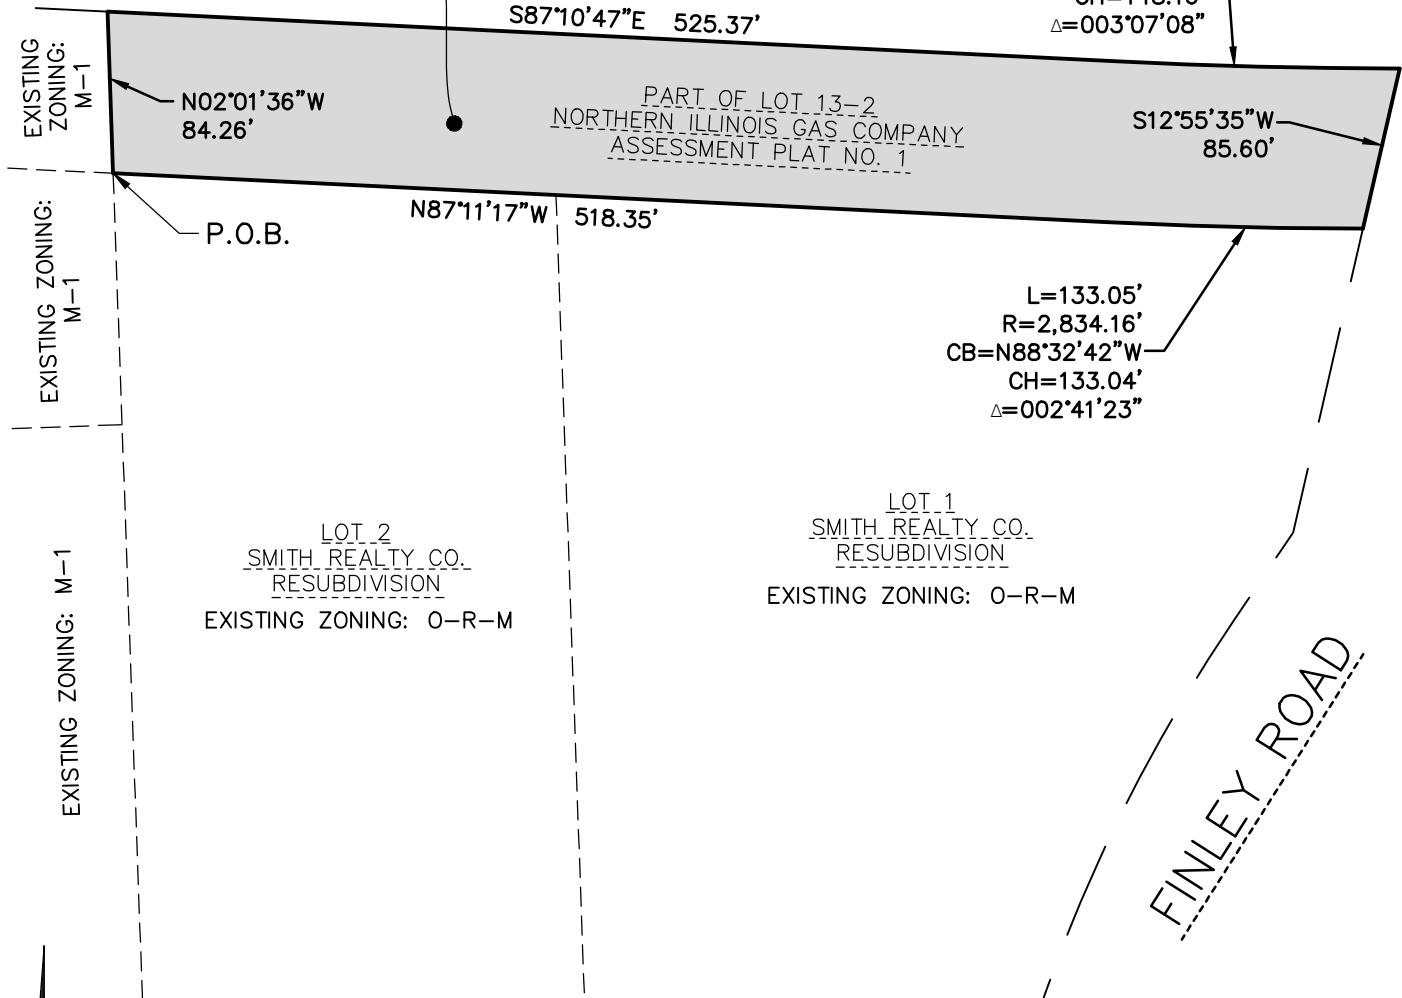 S87°10'47"E 525.37'
Δ=003°07'08"
EXISTING
ZONING:
M-1
N02°01'36"W
84.26'
PART OF LOT 13-2
NORTHERN ILLINOIS GAS COMPANY
ASSESSMENT PLAT NO. 1
S12°55'35"W
85.60'
N87°11'17"W 518.35'
P.O.B.
EXISTING ZONING:
M-1
L=133.05'
R=2,834.16'
CB=N88°32'42"W
CH=133.04'
Δ=002°41'23"
LOT 2
SMITH REALTY CO.
RESUBDIVISION
EXISTING ZONING: O-R-M
LOT 1
SMITH REALTY CO.
RESUBDIVISION
EXISTING ZONING: O-R-M
EXISTING ZONING: M-1
FINLEY ROAD